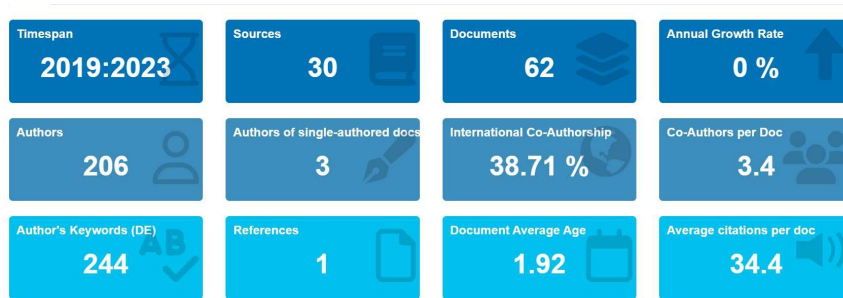 Timespan
2019:2023
Sources
30
Documents
62
Annual Growth Rate
0 %
Authors
206
Authors of single-authored docs
3
International Co-Authorship
38.71 %
Co-Authors per Doc
3.4
Author's Keywords (DE)
244
AB
References
1
Document Average Age
1.92
Average citations per doc
34.4